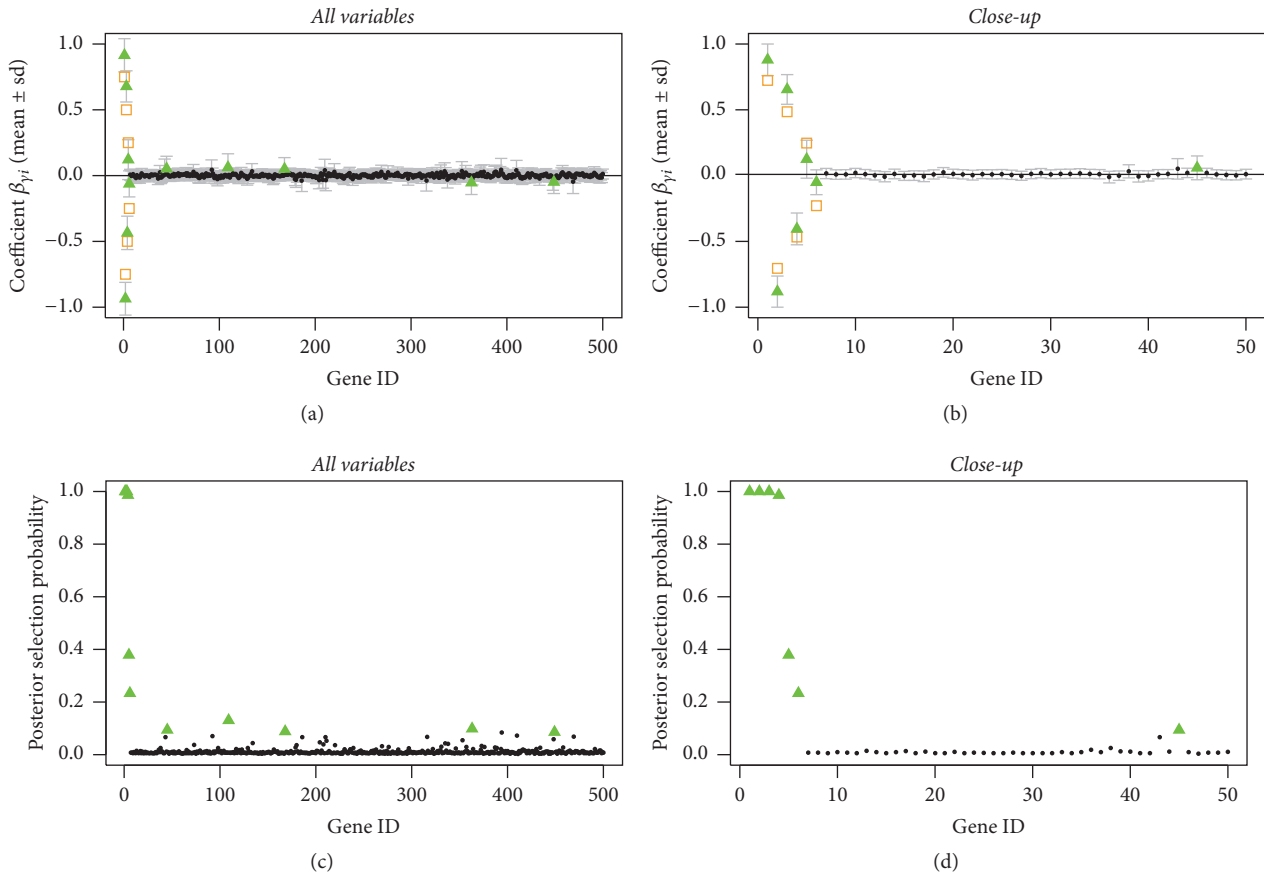 All variables
Coefficient βγi (mean ± sd)
1.0
0.5
0.0
−0.5
−1.0
0 100 200 300 400 500
Gene ID
(a)
Close-up
Coefficient βγi (mean ± sd)
1.0
0.5
0.0
−0.5
−1.0
0 10 20 30 40 50
Gene ID
(b)
All variables
Posterior selection probability
1.0
0.8
0.6
0.4
0.2
0.0
0 100 200 300 400 500
Gene ID
(c)
Close-up
Posterior selection probability
1.0
0.8
0.6
0.4
0.2
0.0
0 10 20 30 40 50
Gene ID
(d)